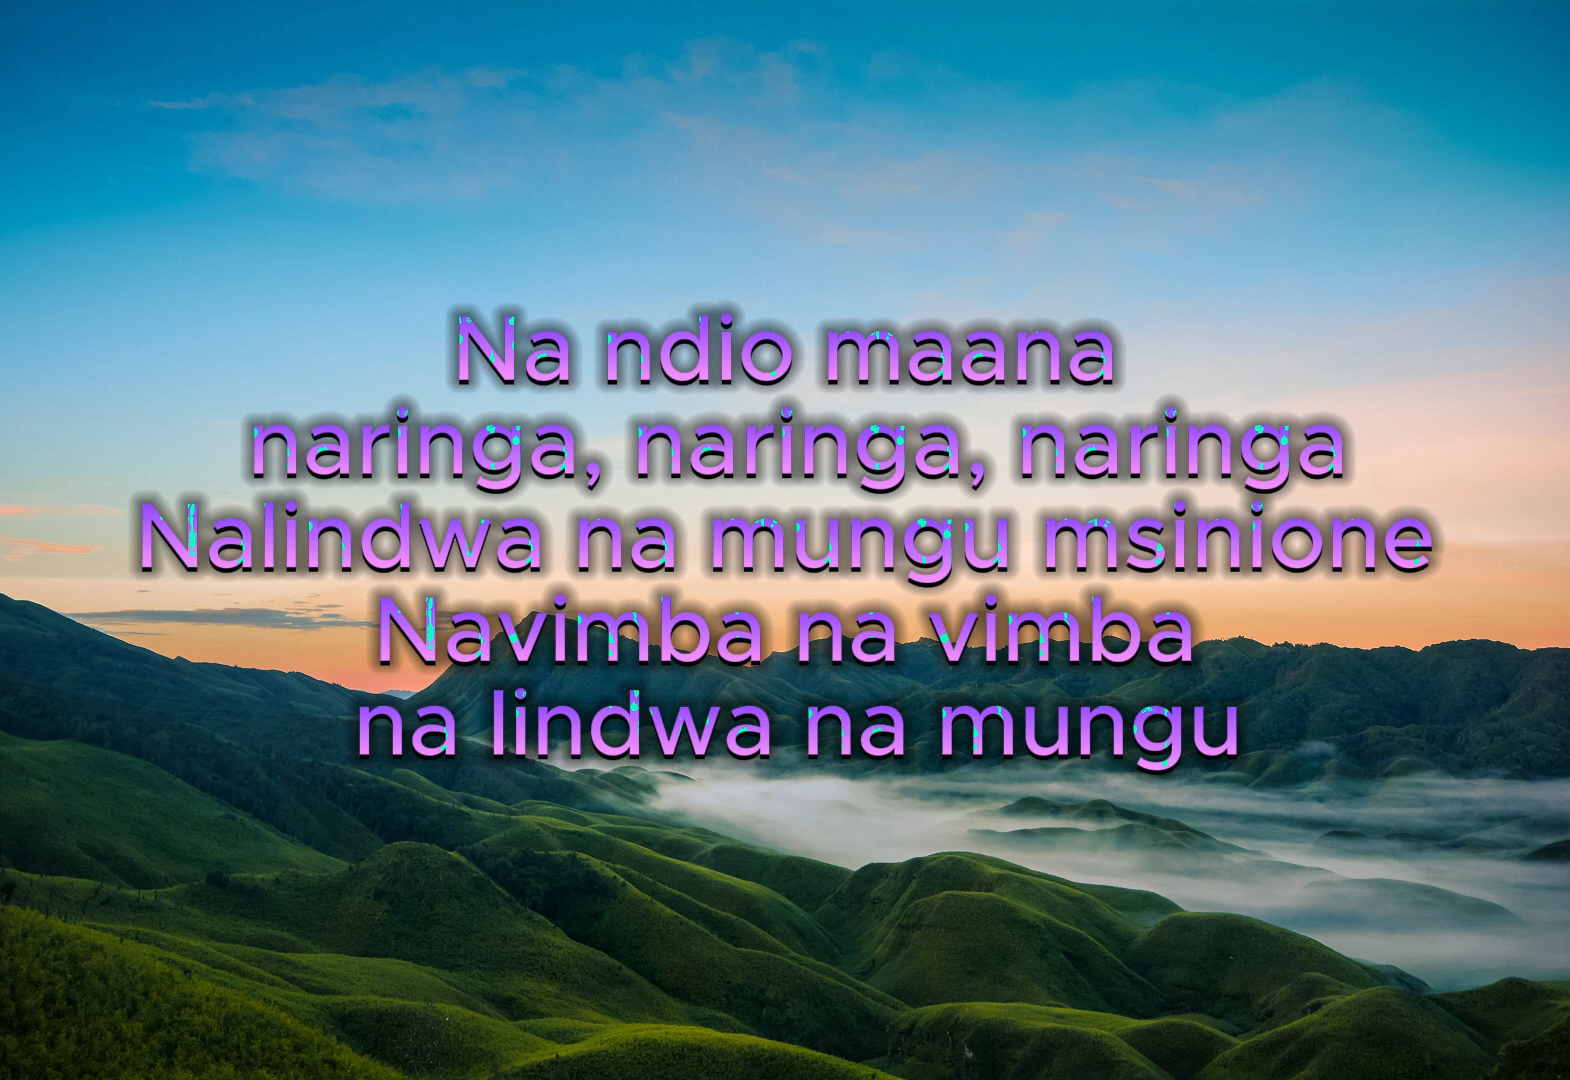 Na ndio maana
naringa, naringa, naringa
Nalindwa na mungu msinione
Navimba na vimba
na lindwa na mungu